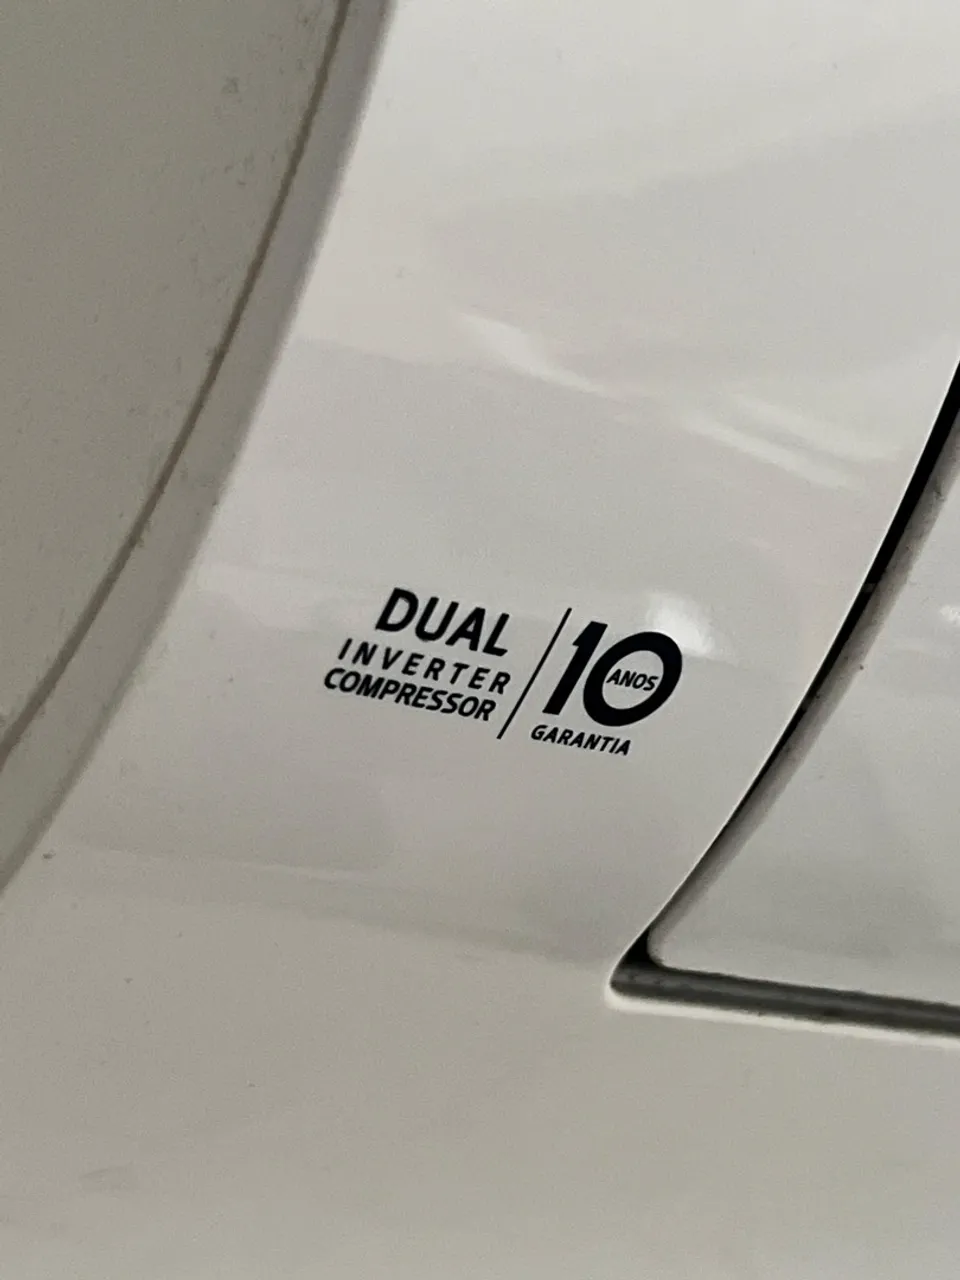 DUAL
INVERTER
COMPRESSOR
10
ANOS
GARANTIA